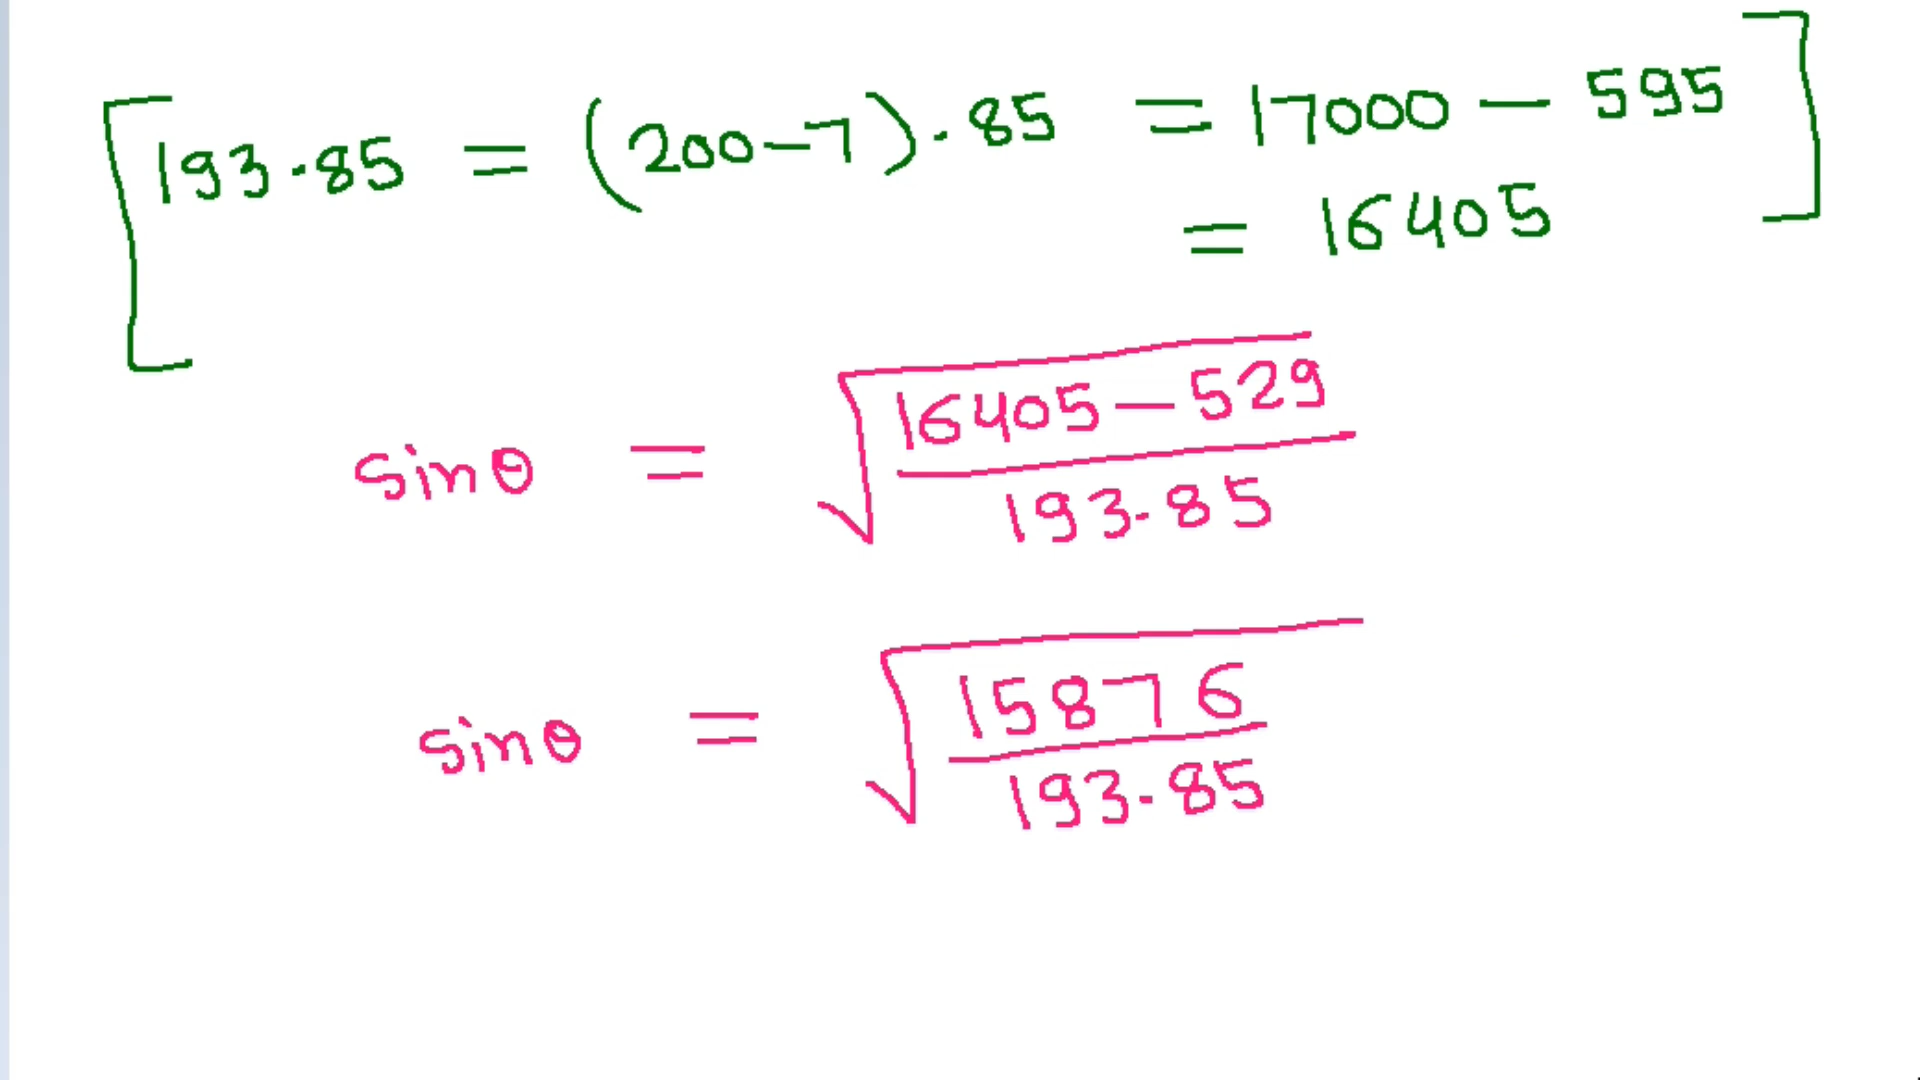 [193·85 = (200-7)·85 = 17000 - 595]
= 16405
sinθ = √(16405-529 / 193·85)
sinθ = √(15876 / 193·85)